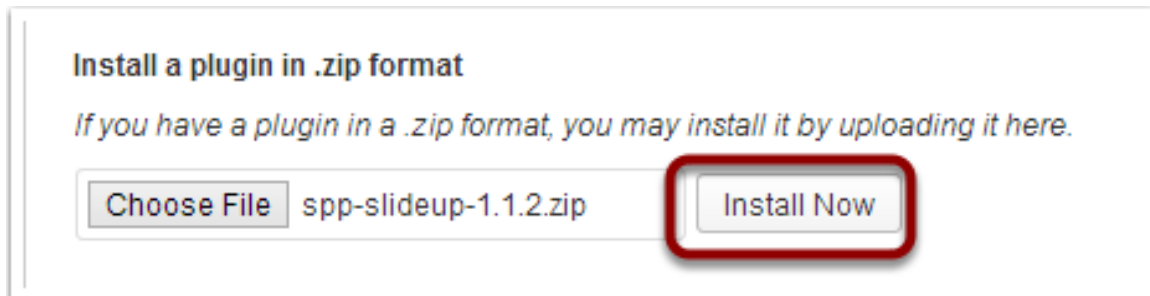 Install a plugin in .zip format
If you have a plugin in a .zip format, you may install it by uploading it here.
Choose File spp-slideup-1.1.2.zip Install Now